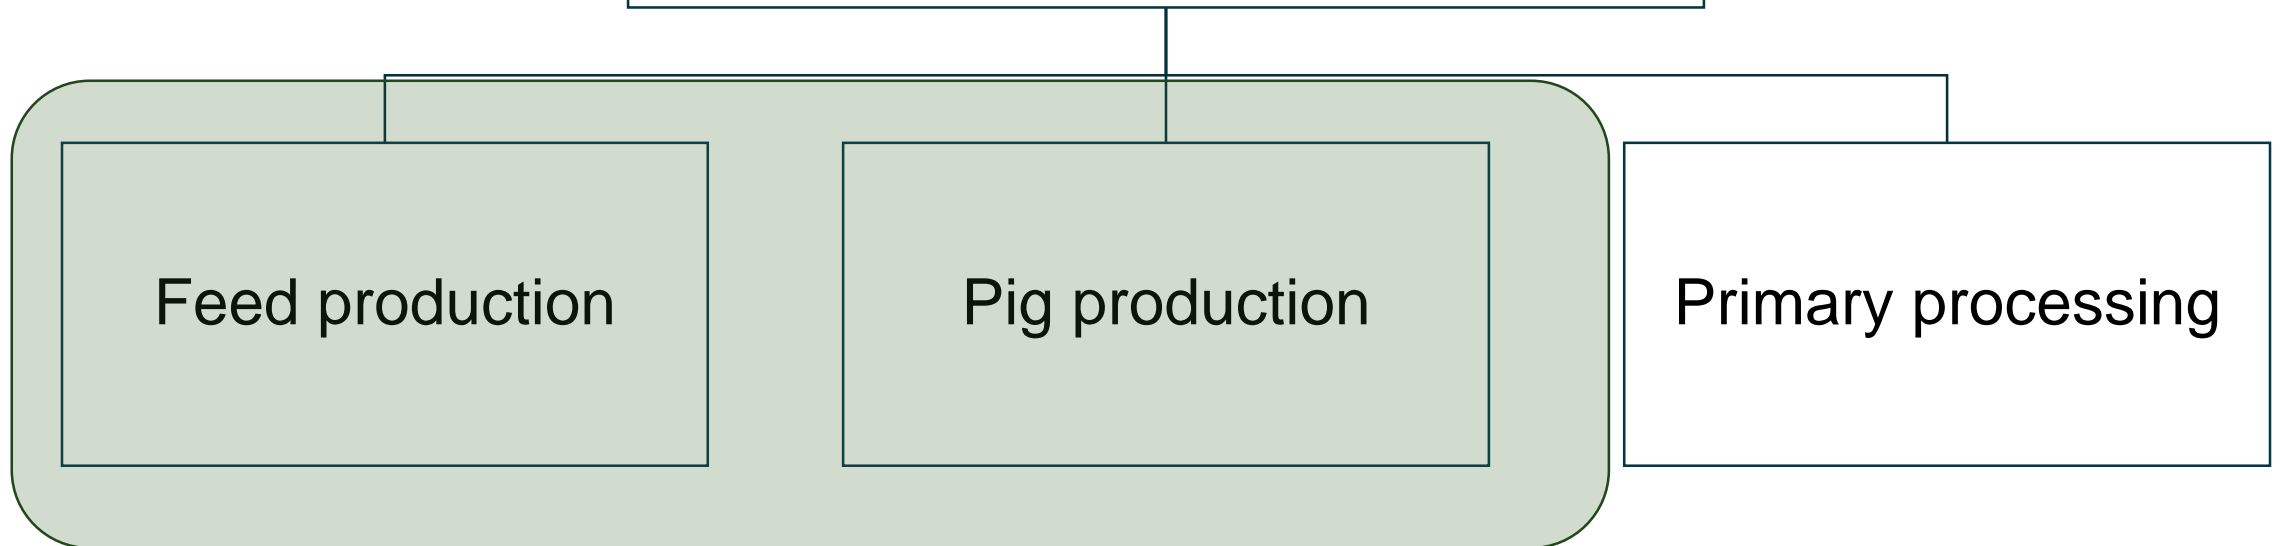 Feed production
Pig production
Primary processing